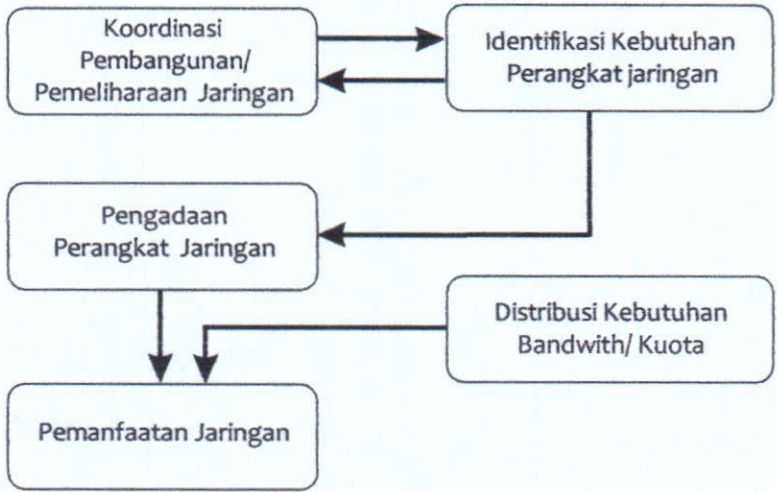 Koordinasi
Pembangunan/
Pemeliharaan Jaringan
Identifikasi Kebutuhan
Perangkat jaringan
Pengadaan
Perangkat Jaringan
Distribusi Kebutuhan
Bandwith/ Kuota
Pemanfaatan Jaringan